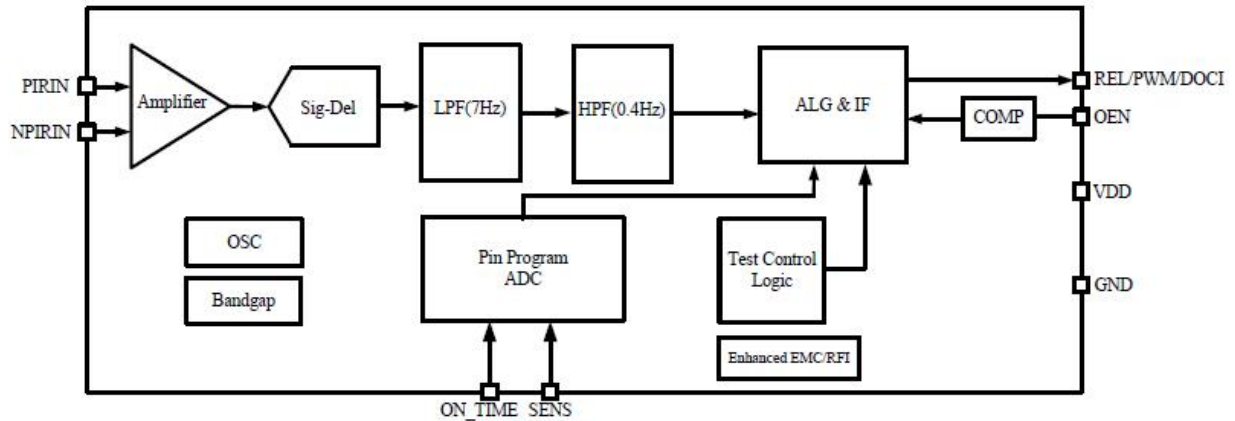 PIRIN
NPIRIN
Amplifier
Sig-Del
LPF(7Hz)
HPF(0.4Hz)
ALG & IF
REL/PWM/DOCI
COMP
OEN
VDD
GND
OSC
Bandgap
Pin Program
ADC
Test Control
Logic
Enhanced EMC/RFI
ON_TIME
SENS